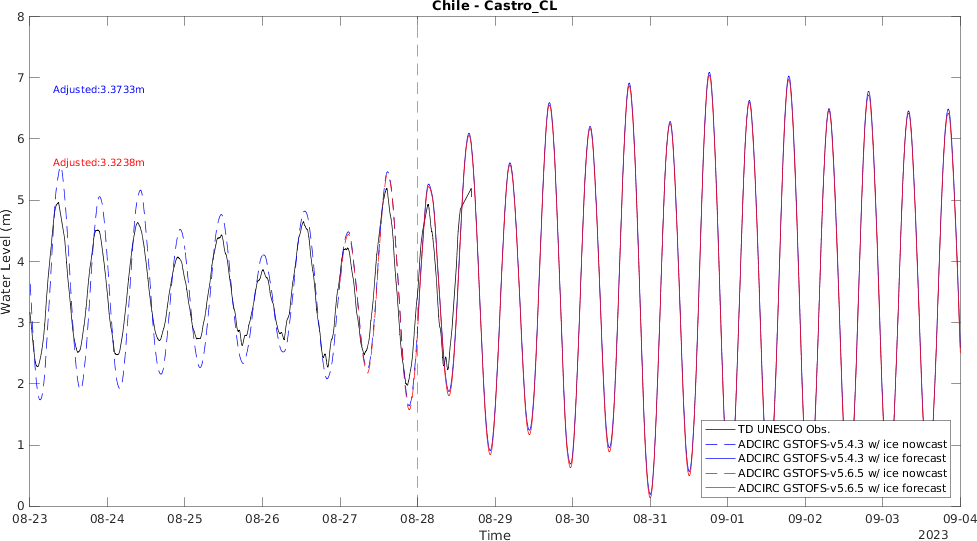 Chile - Castro_CL
8
7
6
5
4
3
2
1
0
Water Level (m)
Adjusted:3.3733m
Adjusted:3.3238m
TD UNESCO Obs.
ADCIRC GSTOFS-v5.4.3 w/ ice nowcast
ADCIRC GSTOFS-v5.4.3 w/ ice forecast
ADCIRC GSTOFS-v5.6.5 w/ ice nowcast
ADCIRC GSTOFS-v5.6.5 w/ ice forecast
08-23 08-24 08-25 08-26 08-27 08-28 08-29 08-30 08-31 09-01 09-02 09-03 09-04
Time
2023